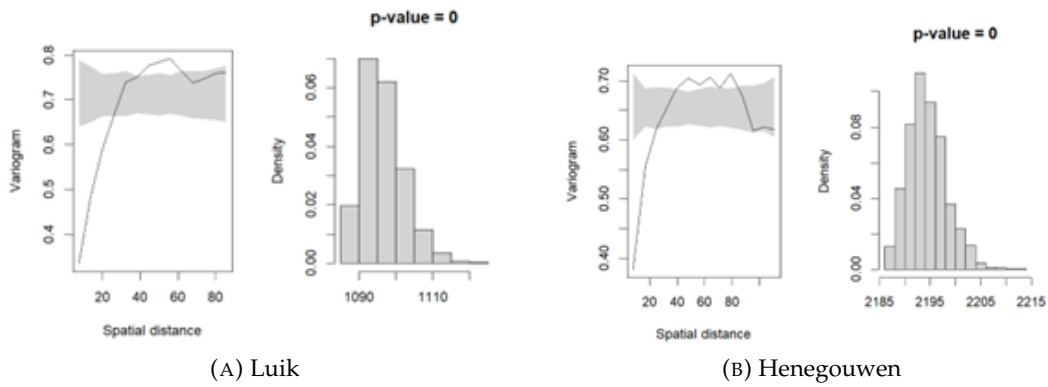 p-value = 0
Variogram
0.4 0.5 0.6 0.7 0.8
20 40 60 80
Spatial distance
Density
0.00 0.02 0.04 0.06
1090 1110
(A) Luik
p-value = 0
Variogram
0.40 0.50 0.60 0.70
20 40 60 80
Spatial distance
Density
0.00 0.04 0.08
2185 2195 2205 2215
(B) Henegouwen